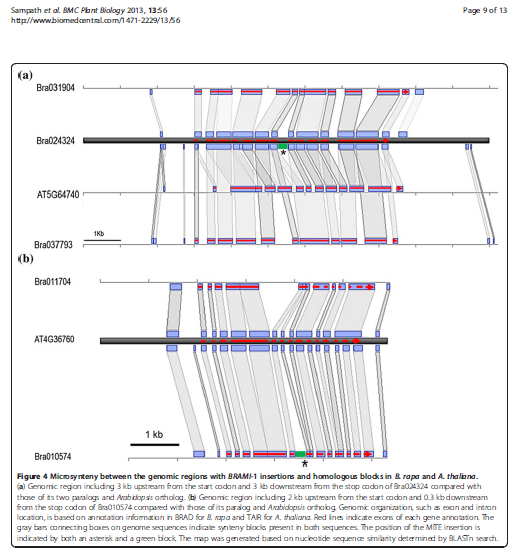 Sampath et al. BMC Plant Biology 2013, 13:56
Page 9 of 13
http://www.biomedcentral.com/1471-2229/13/56
(a)
Bra031904
Bra024324
*
AT5G64740
1Kb
Bra037793
(b)
Bra011704
AT4G36760
1 kb
Bra010574
*
Figure 4 Microsynteny between the genomic regions with BRAMI-1 insertions and homologous blocks in B. rapa and A. thaliana.
(a) Genomic region including 3 kb upstream from the start codon and 3 kb downstream from the stop codon of Bra024324 compared with
those of its two paralogs and Arabidopsis ortholog. (b) Genomic region including 2 kb upstream from the start codon and 0.3 kb downstream
from the stop codon of Bra010574 compared with those of its paralog and Arabidopsis ortholog. Genomic organization, such as exon and intron
location, is based on annotation information in BRAD for B. rapa and TAIR for A. thaliana. Red lines indicate exons of each gene annotation. The
gray bars connecting boxes on genome sequences indicate synteny blocks present in both sequences. The position of the MITE insertion is
indicated by both an asterisk and a green block. The map was generated based on nucleotide sequence similarity determined by BLASTn search.